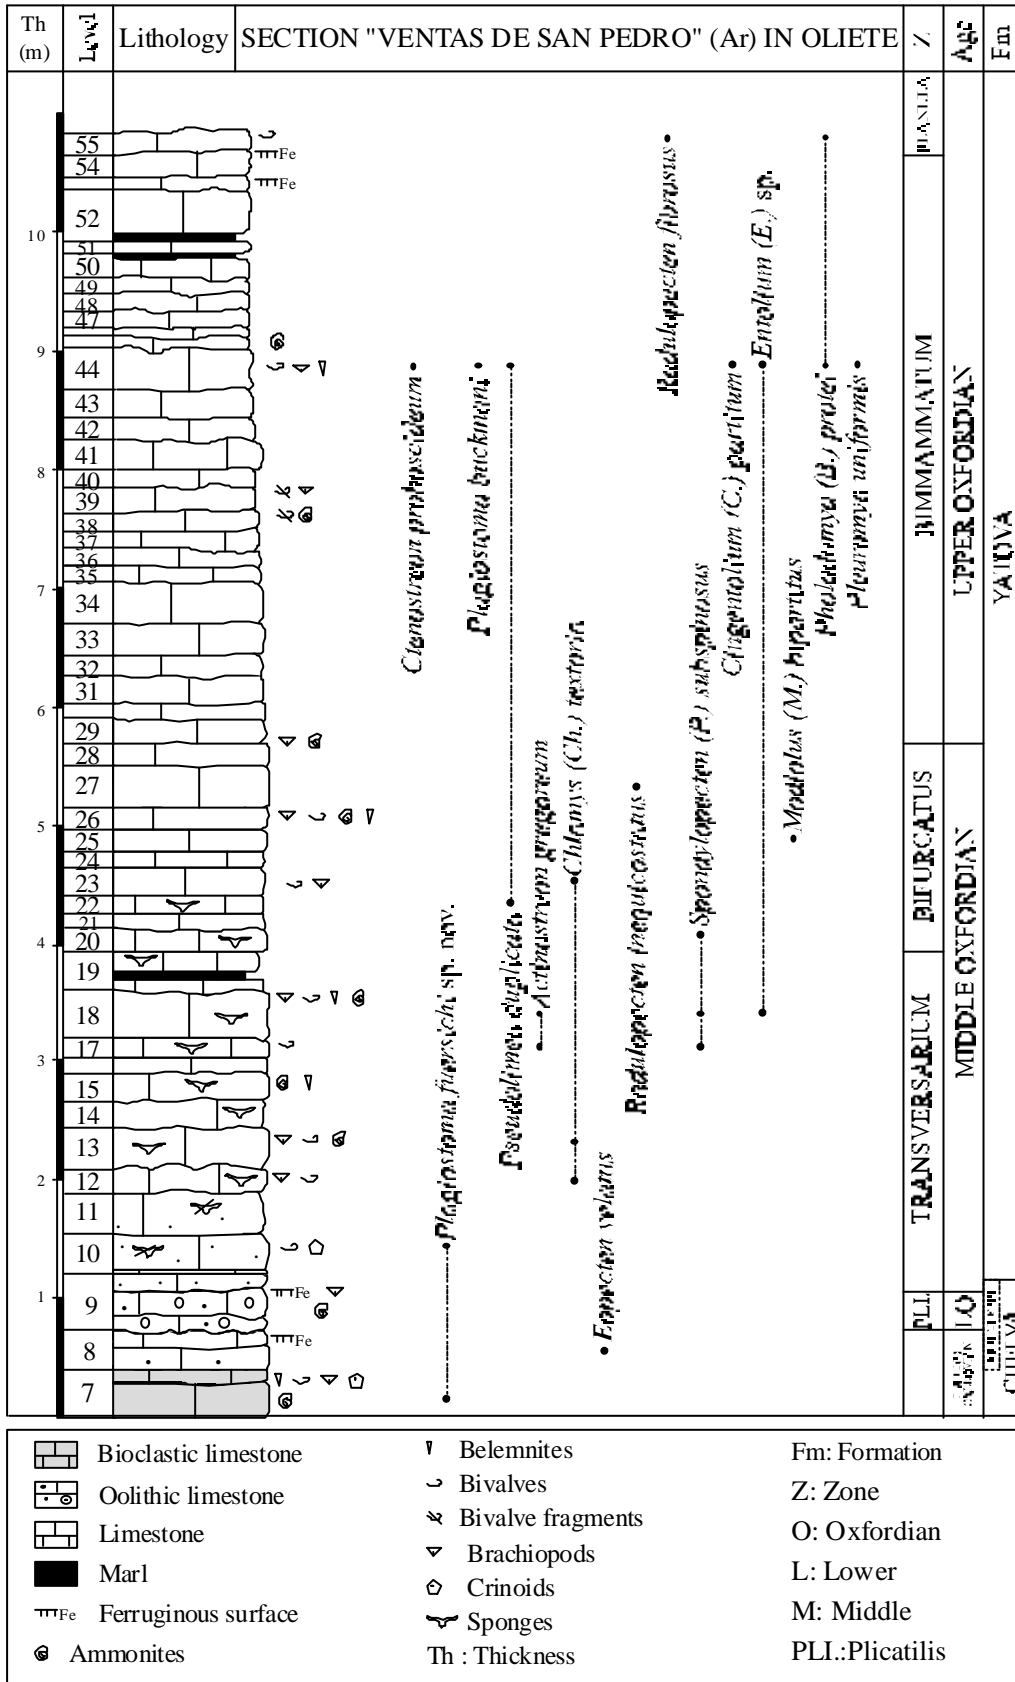 Th (m)
Level
Lithology
SECTION "VENTAS DE SAN PEDRO" (Ar) IN OLIETE
Z
Age
Fm
55
Fe
54
Fe
52
10
51
50
49
48
47
9
44
43
42
41
8
40
39
38
37
36
7
35
34
33
32
31
6
29
28
27
26
5
25
24
23
22
21
4
20
19
18
17
3
15
14
13
2
12
11
10
1
9
Fe
8
Fe
7
Ctenostreon proboscideum
Plagiostoma fuersichi sp. nov.
Plagiostoma buckmani
Pseudolimea duplicata
Actinostreon gregareum
Chlamys (Ch.) textoria
Eopecten velatus
Radulopecten inequicostatus
Radulopecten fibrosus
Spondylopecten (P.) subspinosus
Cingentolium (C.) partitum
Entolium (E.) sp.
Modiolus (M.) bipartitus
Pholadomya (B.) protei
Pleuromya uniformis
BIMMAMMATUM
BIFURCATUS
TRANSVERSARIUM
PLI.
UPPER OXFORDIAN
MIDDLE OXFORDIAN
L.O
YATOVA
Bioclastic limestone
Oolithic limestone
Limestone
Marl
Fe Ferruginous surface
Ammonites
Belemnites
Bivalves
Bivalve fragments
Brachiopods
Crinoids
Sponges
Th : Thickness
Fm: Formation
Z: Zone
O: Oxfordian
L: Lower
M: Middle
PLI.:Plicatilis